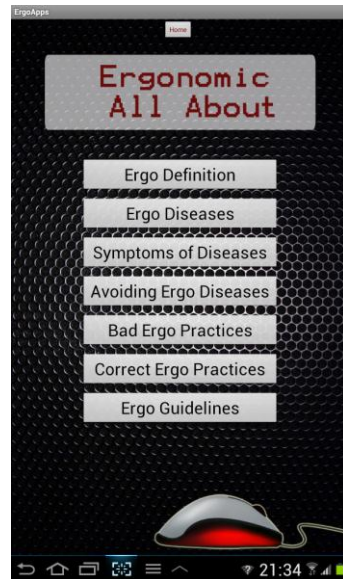 ErgoApps
Home
Ergonomic
All About
Ergo Definition
Ergo Diseases
Symptoms of Diseases
Avoiding Ergo Diseases
Bad Ergo Practices
Correct Ergo Practices
Ergo Guidelines
21:34